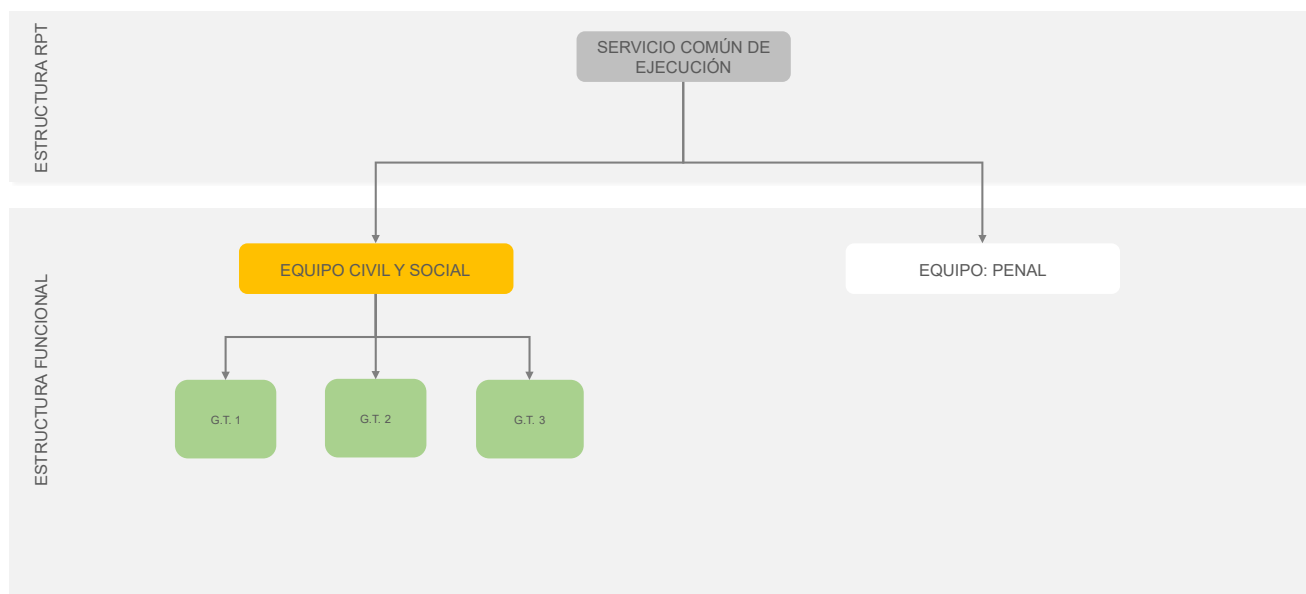 ESTRUCTURA RPT
SERVICIO COMÚN DE
EJECUCIÓN
ESTRUCTURA FUNCIONAL
EQUIPO CIVIL Y SOCIAL
EQUIPO: PENAL
G.T. 1
G.T. 2
G.T. 3